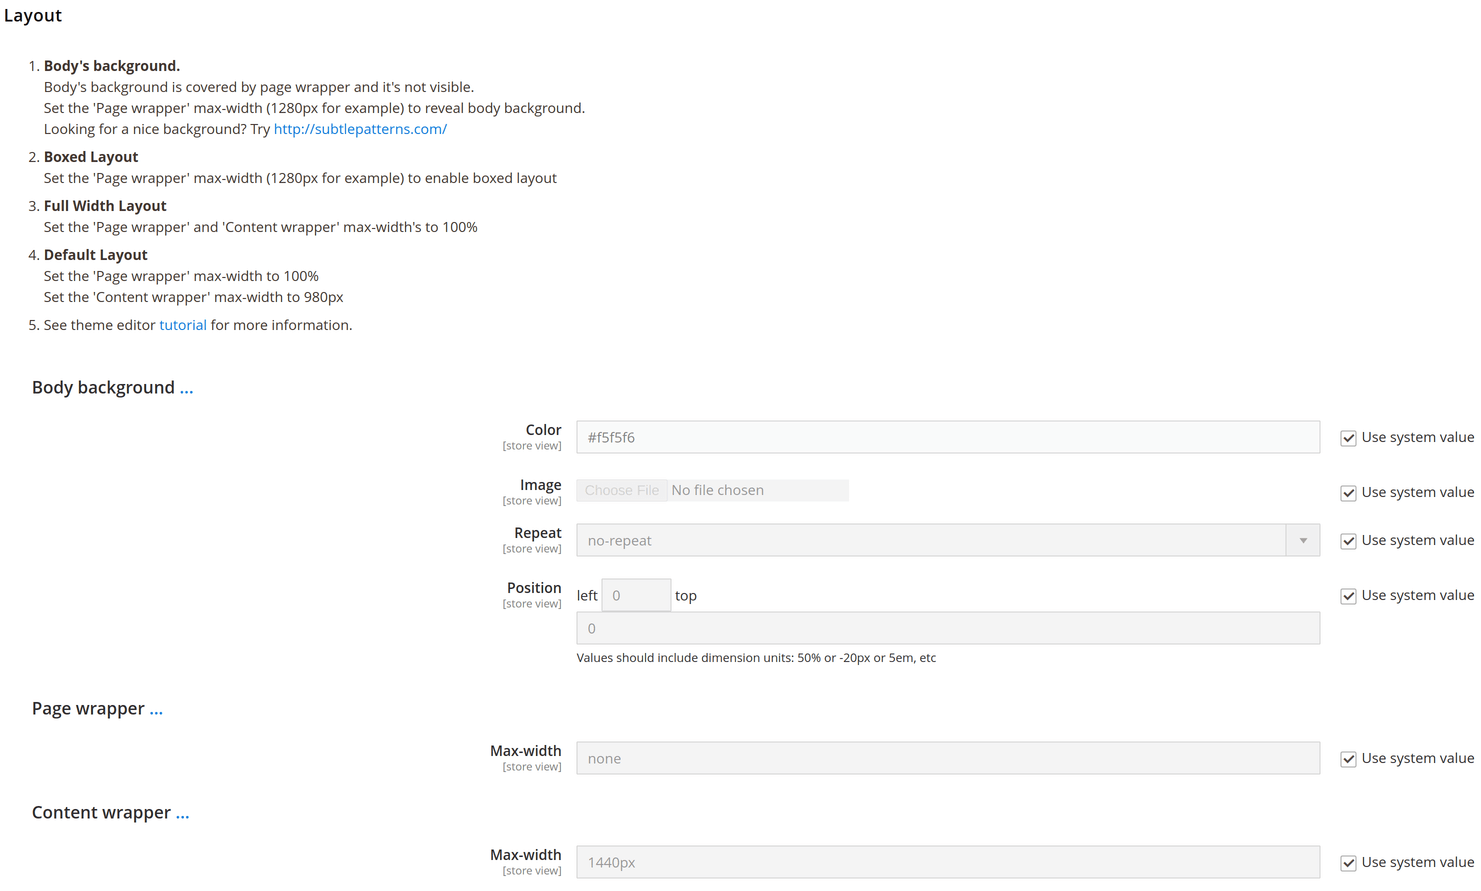 Layout
1. Body's background.
Body's background is covered by page wrapper and it's not visible.
Set the 'Page wrapper' max-width (1280px for example) to reveal body background.
Looking for a nice background? Try http://subtlepatterns.com/
2. Boxed Layout
Set the 'Page wrapper' max-width (1280px for example) to enable boxed layout
3. Full Width Layout
Set the 'Page wrapper' and 'Content wrapper' max-width's to 100%
4. Default Layout
Set the 'Page wrapper' max-width to 100%
Set the 'Content wrapper' max-width to 980px
5. See theme editor tutorial for more information.
Body background ...
Color #f5f5f6 Use system value
[store view]
Image Choose File No file chosen Use system value
[store view]
Repeat no-repeat Use system value
[store view]
Position left 0 top Use system value
[store view]
0
Values should include dimension units: 50% or -20px or 5em, etc
Page wrapper ...
Max-width none Use system value
[store view]
Content wrapper ...
Max-width 1440px Use system value
[store view]